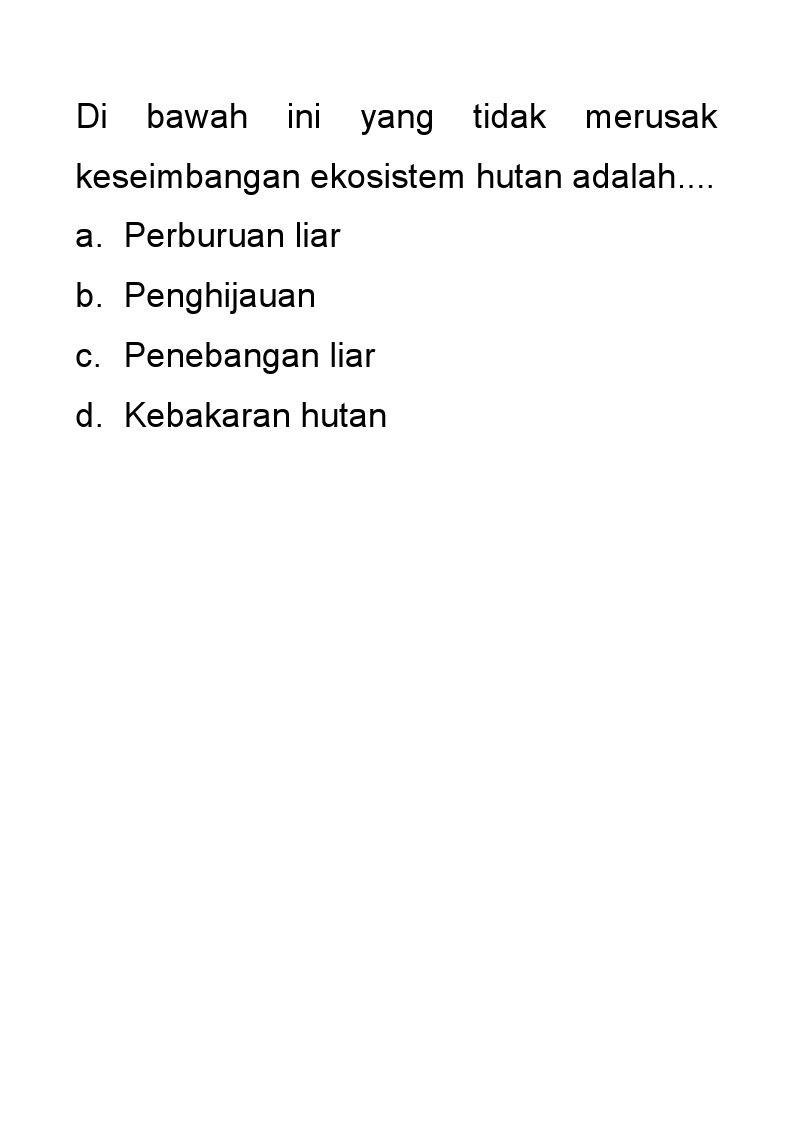 Di bawah ini yang tidak merusak
keseimbangan ekosistem hutan adalah....
a. Perburuan liar
b. Penghijauan
c. Penebangan liar
d. Kebakaran hutan